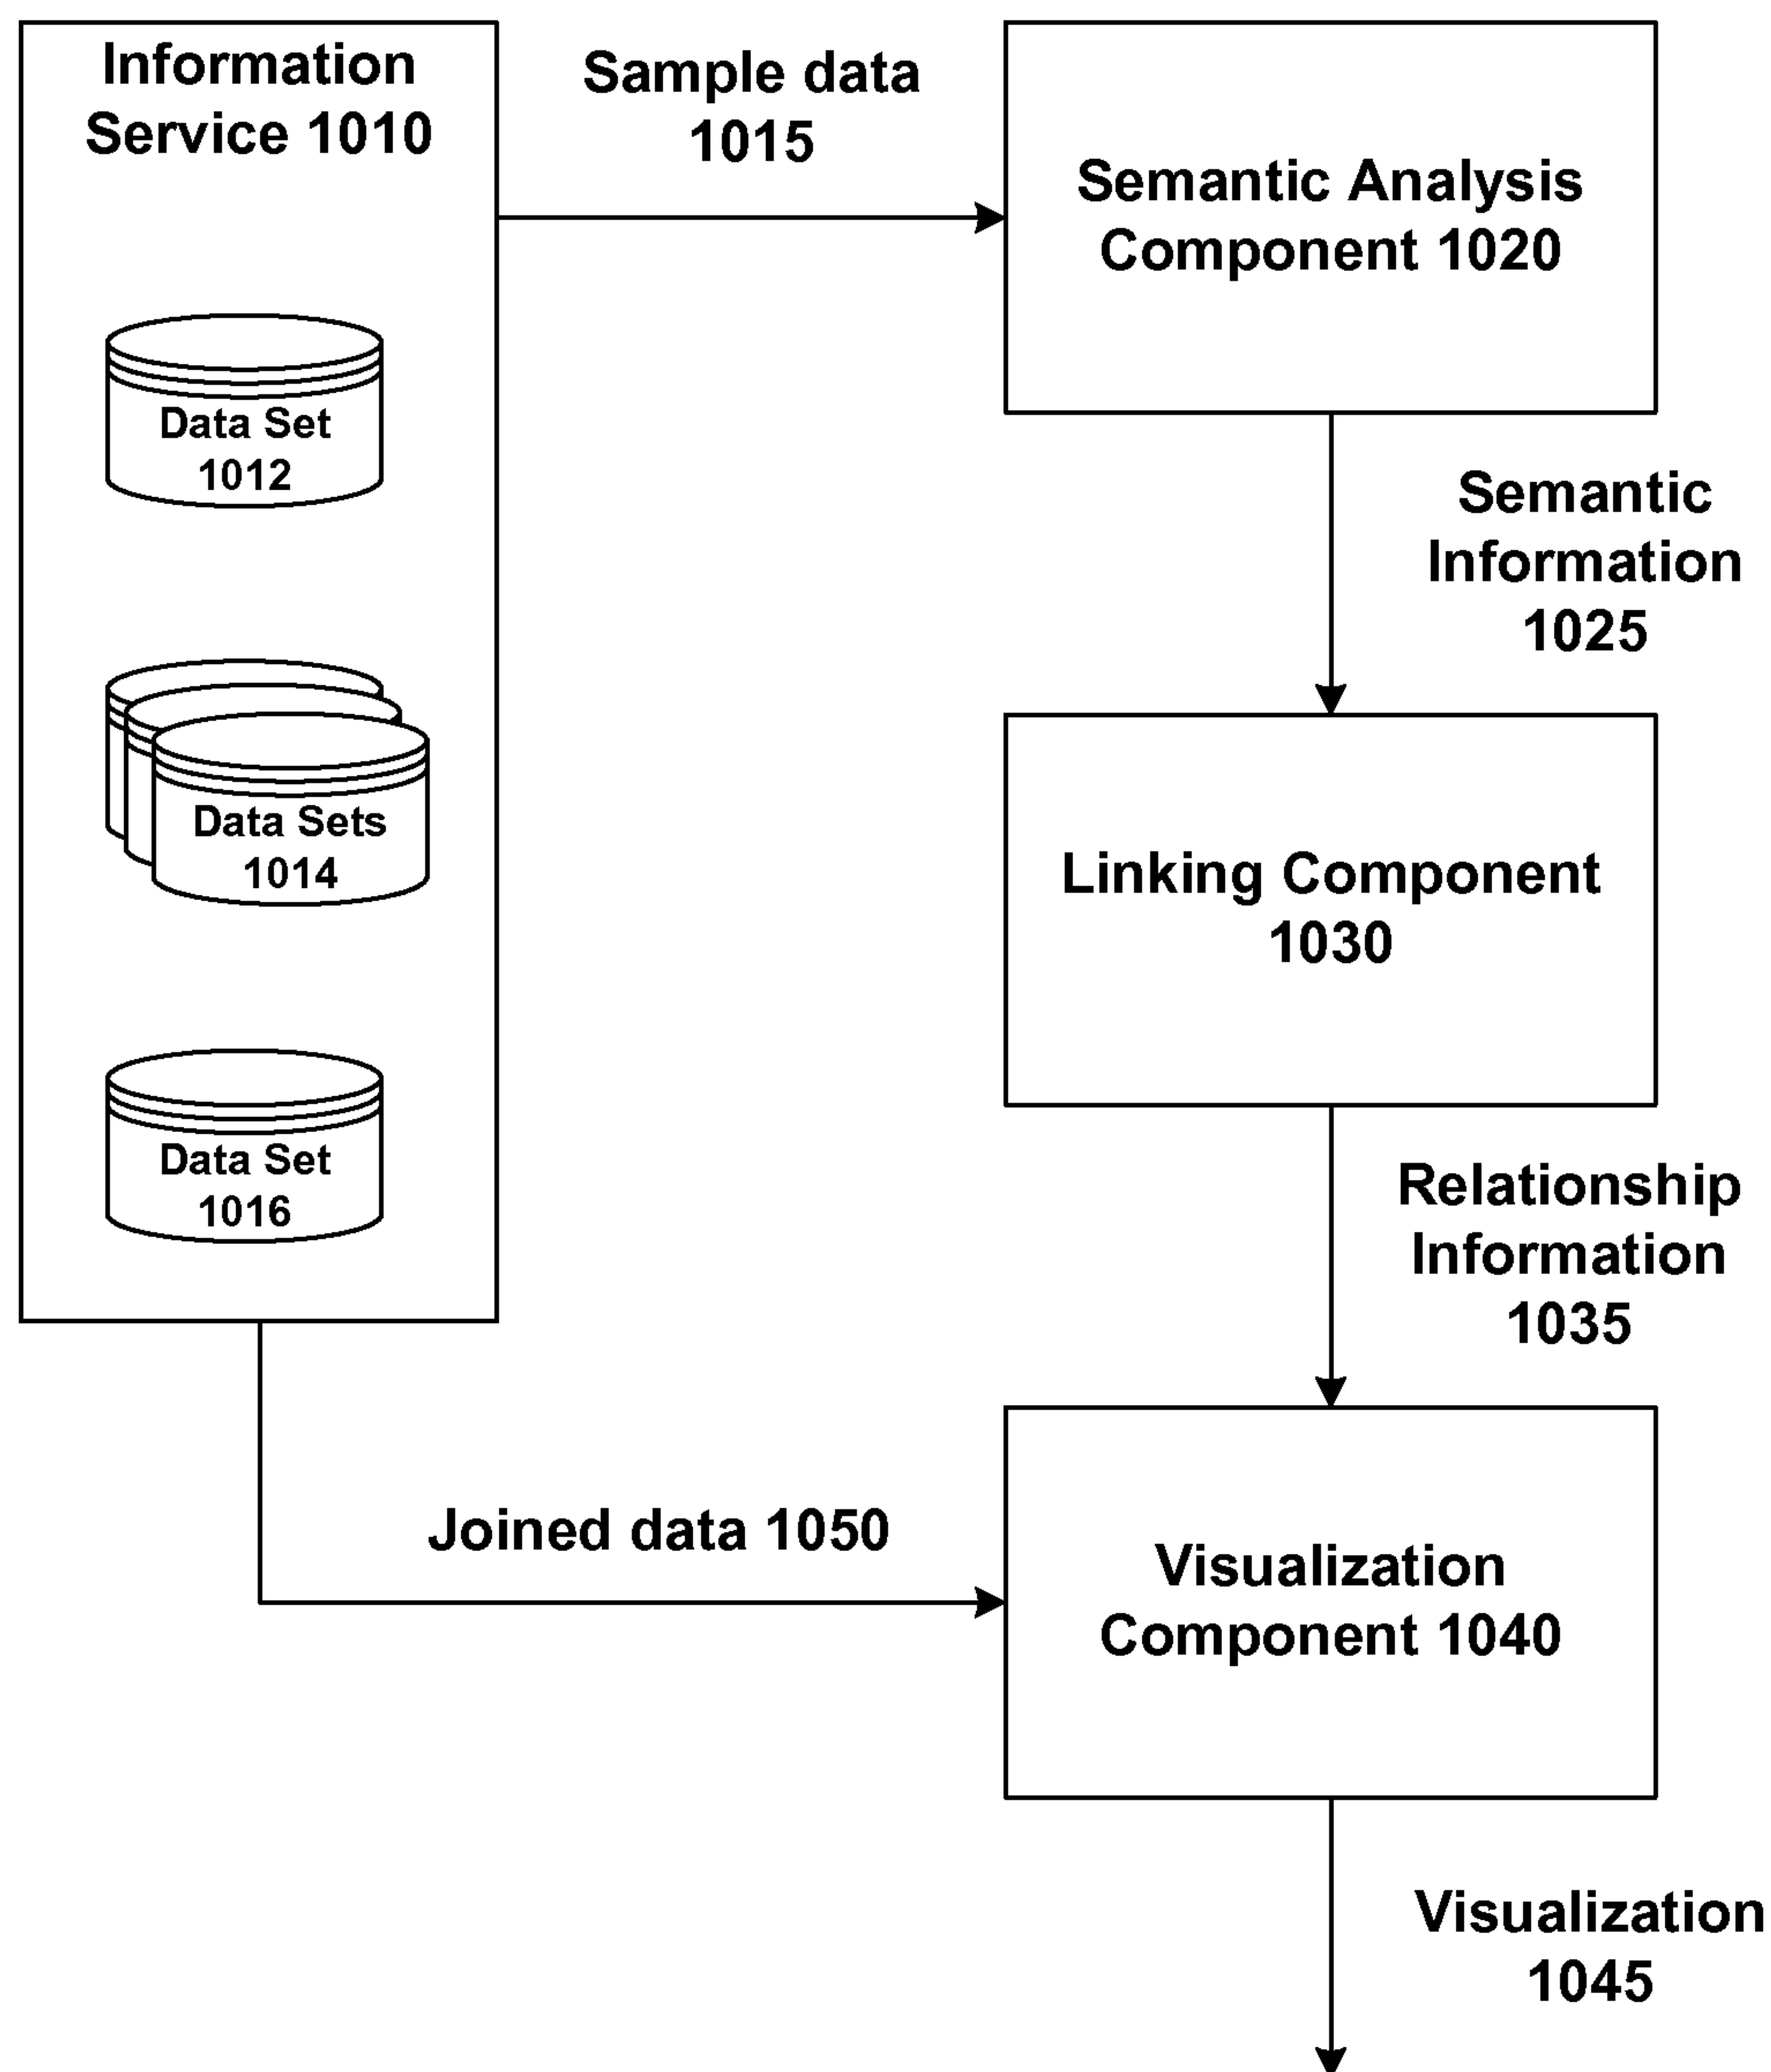 Information
Service 1010
Sample data
1015
Semantic Analysis
Component 1020
Data Set
1012
Semantic
Information
1025
Data Sets
1014
Linking Component
1030
Data Set
1016
Relationship
Information
1035
Joined data 1050
Visualization
Component 1040
Visualization
1045